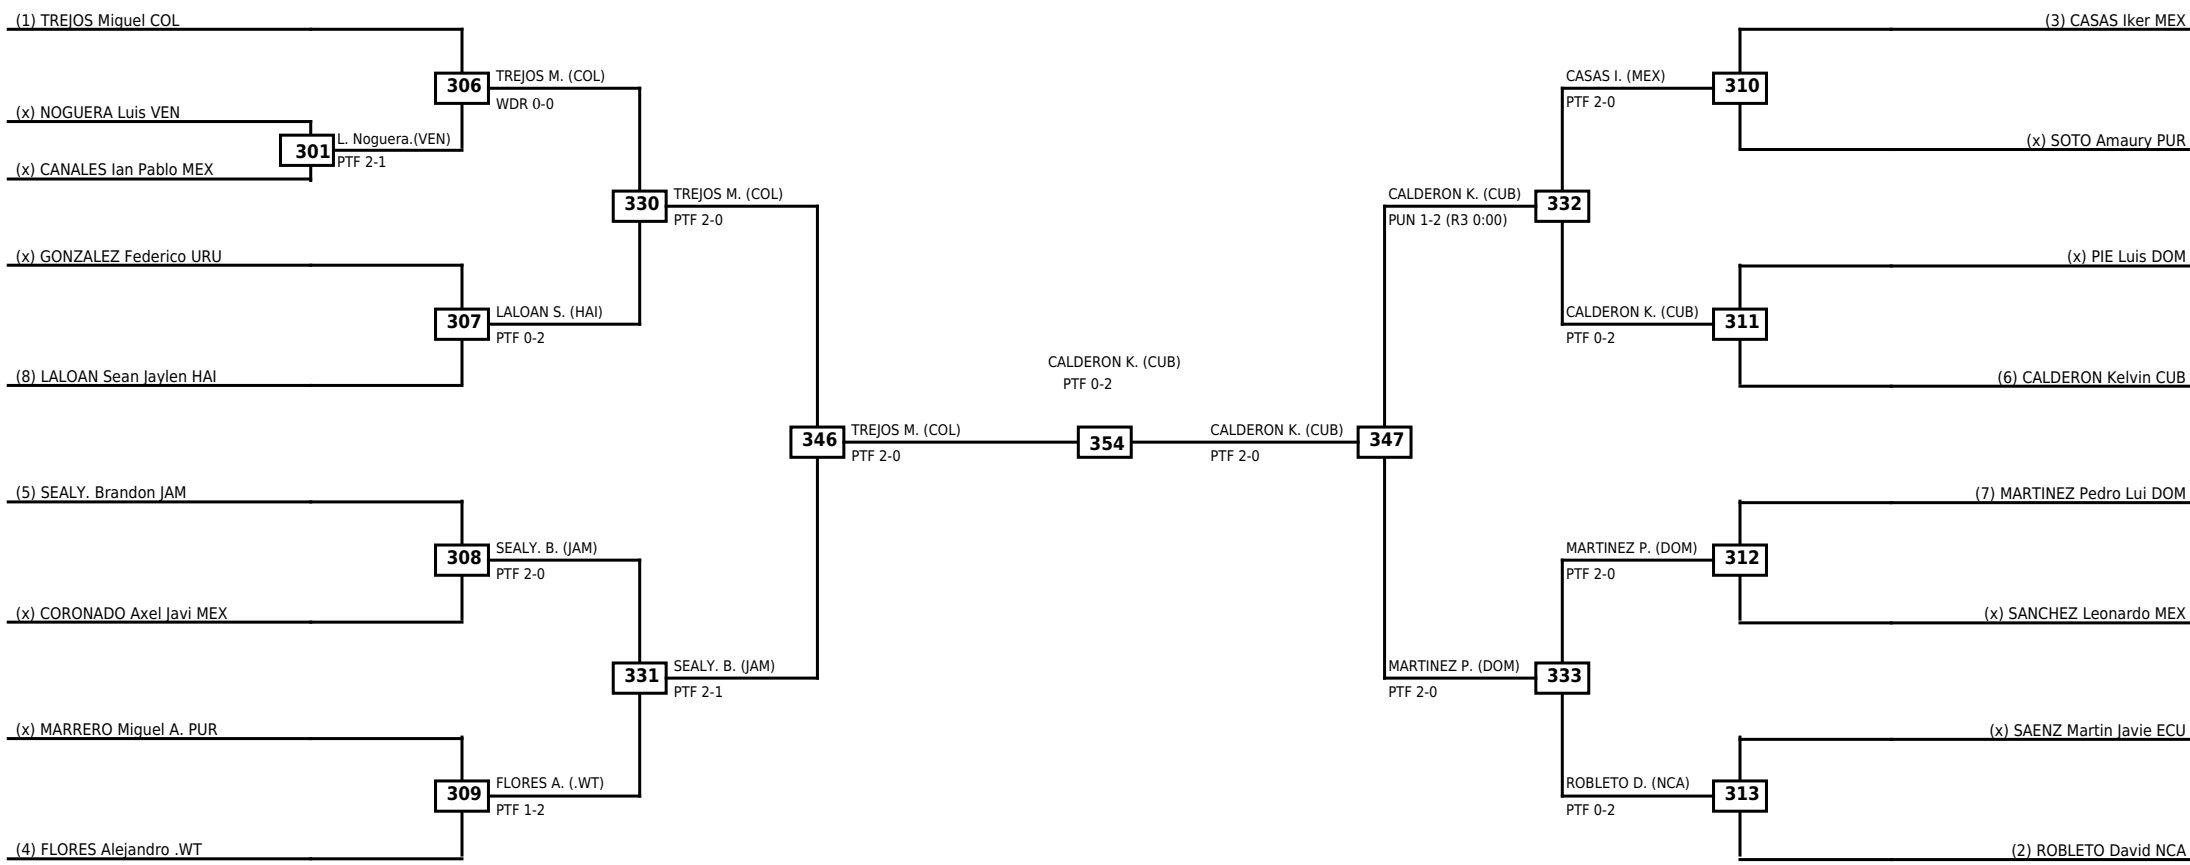 (1) TREJOS Miguel COL
306
TREJOS M. (COL)
WDR 0-0
(x) NOGUERA Luis VEN
301
L. Noguera.(VEN)
PTF 2-1
(x) CANALES Ian Pablo MEX
330
TREJOS M. (COL)
PTF 2-0
(x) GONZALEZ Federico URU
307
LALOAN S. (HAI)
PTF 0-2
(8) LALOAN Sean Jaylen HAI
346
TREJOS M. (COL)
PTF 2-0
(5) SEALY. Brandon JAM
308
SEALY. B. (JAM)
PTF 2-0
(x) CORONADO Axel Javi MEX
331
SEALY. B. (JAM)
PTF 2-1
(x) MARRERO Miguel A. PUR
309
FLORES A. (.WT)
PTF 1-2
(4) FLORES Alejandro .WT
CALDERON K. (CUB)
PTF 0-2
354
(3) CASAS Iker MEX
CASAS I. (MEX)
310
PTF 2-0
(x) SOTO Amaury PUR
CALDERON K. (CUB)
332
PUN 1-2 (R3 0:00)
(x) PIE Luis DOM
CALDERON K. (CUB)
311
PTF 0-2
(6) CALDERON Kelvin CUB
CALDERON K. (CUB)
347
PTF 2-0
(7) MARTINEZ Pedro Lui DOM
MARTINEZ P. (DOM)
312
PTF 2-0
(x) SANCHEZ Leonardo MEX
MARTINEZ P. (DOM)
333
PTF 2-0
(x) SAENZ Martin Javie ECU
ROBLETO D. (NCA)
313
PTF 0-2
(2) ROBLETO David NCA